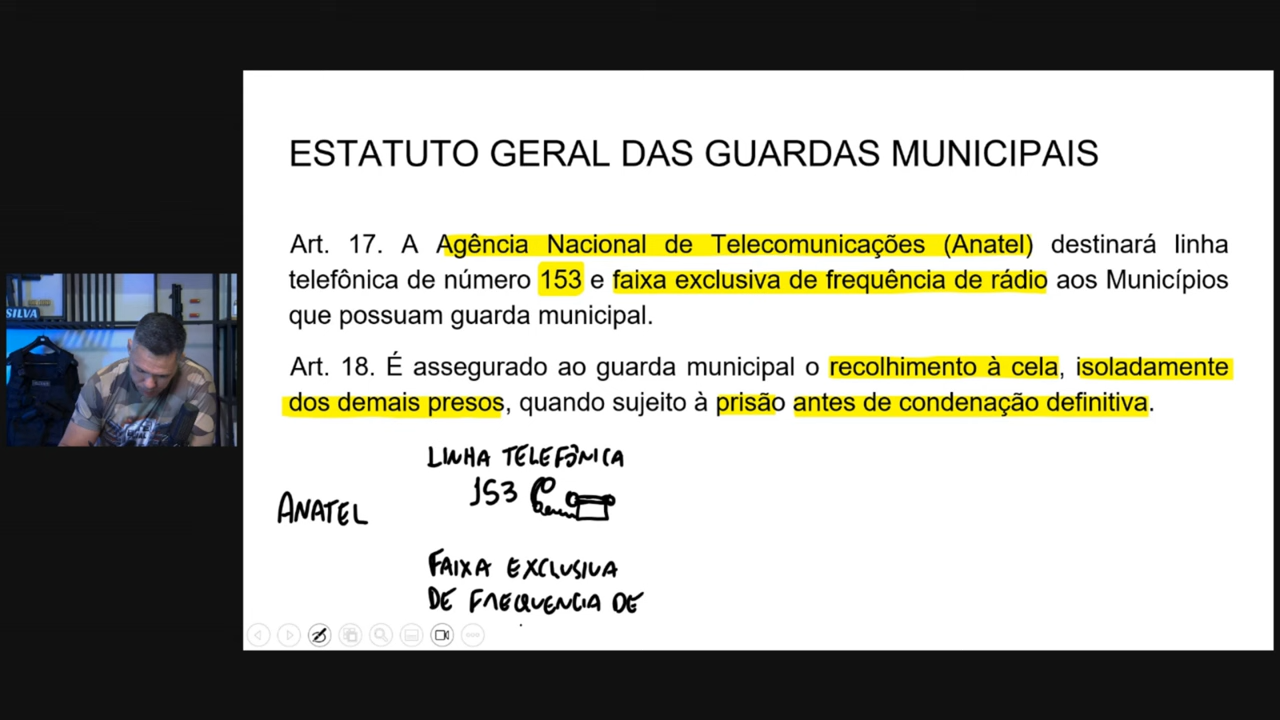 ESTATUTO GERAL DAS GUARDAS MUNICIPAIS
Art. 17. A Agência Nacional de Telecomunicações (Anatel) destinará linha
telefônica de número 153 e faixa exclusiva de frequência de rádio aos Municípios
que possuam guarda municipal.
SILVA
Art. 18. É assegurado ao guarda municipal o recolhimento à cela, isoladamente
dos demais presos, quando sujeito à prisão antes de condenação definitiva.
LINHA TELEFÔNICA
153
ANATEL
FAIXA EXCLUSIVA
DE FREQUENCIA DE